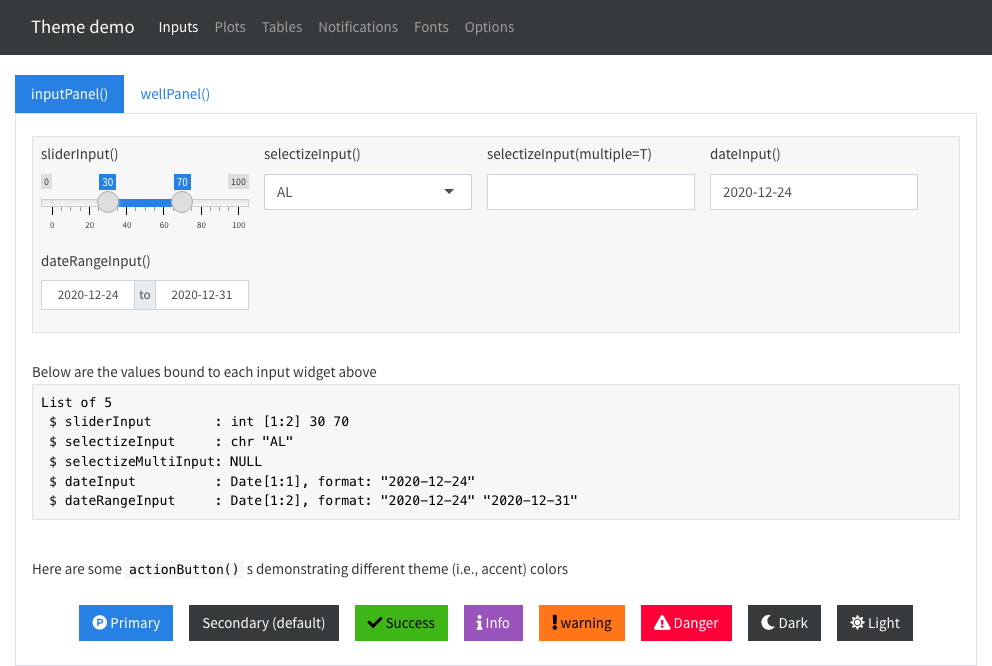 Theme demo Inputs Plots Tables Notifications Fonts Options
inputPanel() wellPanel()
sliderInput() selectizeInput() selectizeInput(multiple=T) dateInput()
0 30 70 100
AL 2020-12-24
0 20 40 60 80 100
dateRangeInput()
2020-12-24 to 2020-12-31
Below are the values bound to each input widget above
List of 5
$ sliderInput : int [1:2] 30 70
$ selectizeInput : chr "AL"
$ selectizeMultiInput: NULL
$ dateInput : Date[1:1], format: "2020-12-24"
$ dateRangeInput : Date[1:2], format: "2020-12-24" "2020-12-31"
Here are some actionButton() s demonstrating different theme (i.e., accent) colors
Primary Secondary (default) Success Info warning Danger Dark Light